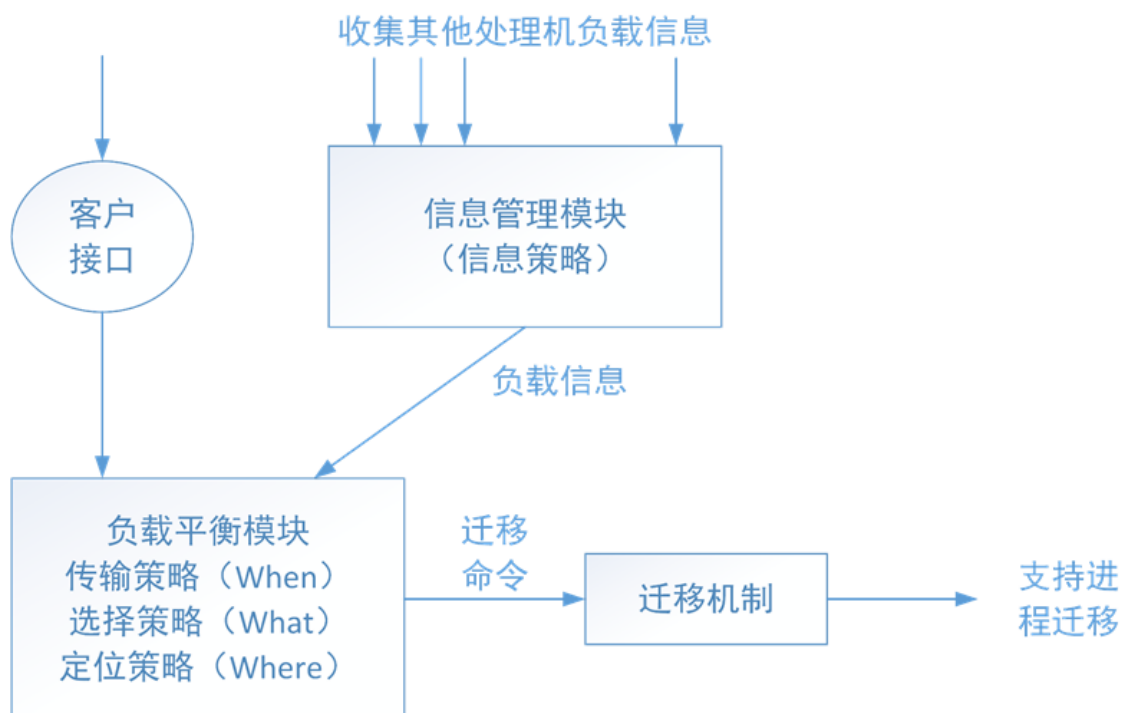 收集其他处理机负载信息
客户
接口
信息管理模块
（信息策略）
负载信息
负载平衡模块
传输策略（When）
选择策略（What）
定位策略（Where）
迁移
命令
迁移机制
支持进
程迁移